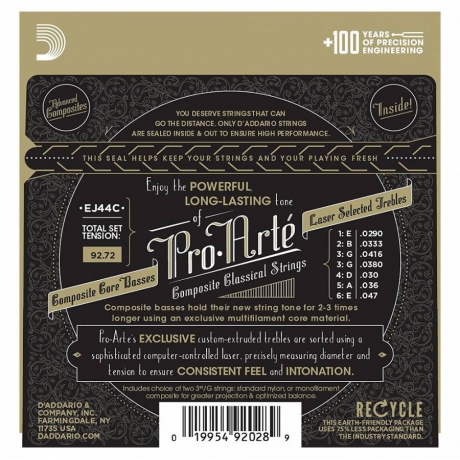 +100 YEARS OF PRECISION ENGINEERING
Advanced Composites
Inside!
YOU DESERVE STRINGS THAT CAN
GO THE DISTANCE. ONLY D'ADDARIO STRINGS
ARE SEALED INSIDE & OUT TO ENSURE HIGH PERFORMANCE.
THIS SEAL HELPS KEEP YOUR STRINGS AND YOUR PLAYING FRESH
Enjoy the POWERFUL
LONG-LASTING tone
of
•EJ44C•
TOTAL SET
TENSION:
92.72
Pro•Arté
Composite Classical Strings
Composite Core Basses
Laser Selected Trebles
1: E .0290
2: B .0333
3: G .0416
3: G .0380
4: D .030
5: A .036
6: E .047
Composite basses hold their new string tone for 2-3 times
longer using an exclusive multifilament core material.
Pro-Arte's EXCLUSIVE custom-extruded trebles are sorted using a
sophisticated computer-controlled laser, precisely measuring diameter and
tension to ensure CONSISTENT FEEL and INTONATION.
Includes choice of two 3rd/G strings: standard nylon, or monofilament
composite for greater projection & optimized balance.
D'ADDARIO &
COMPANY, INC.
FARMINGDALE, NY
11735 USA
DADDARIO.COM
0 19954 92028 9
RECYCLE
THIS EARTH-FRIENDLY PACKAGE
USES 75% LESS PACKAGING THAN
THE INDUSTRY STANDARD.